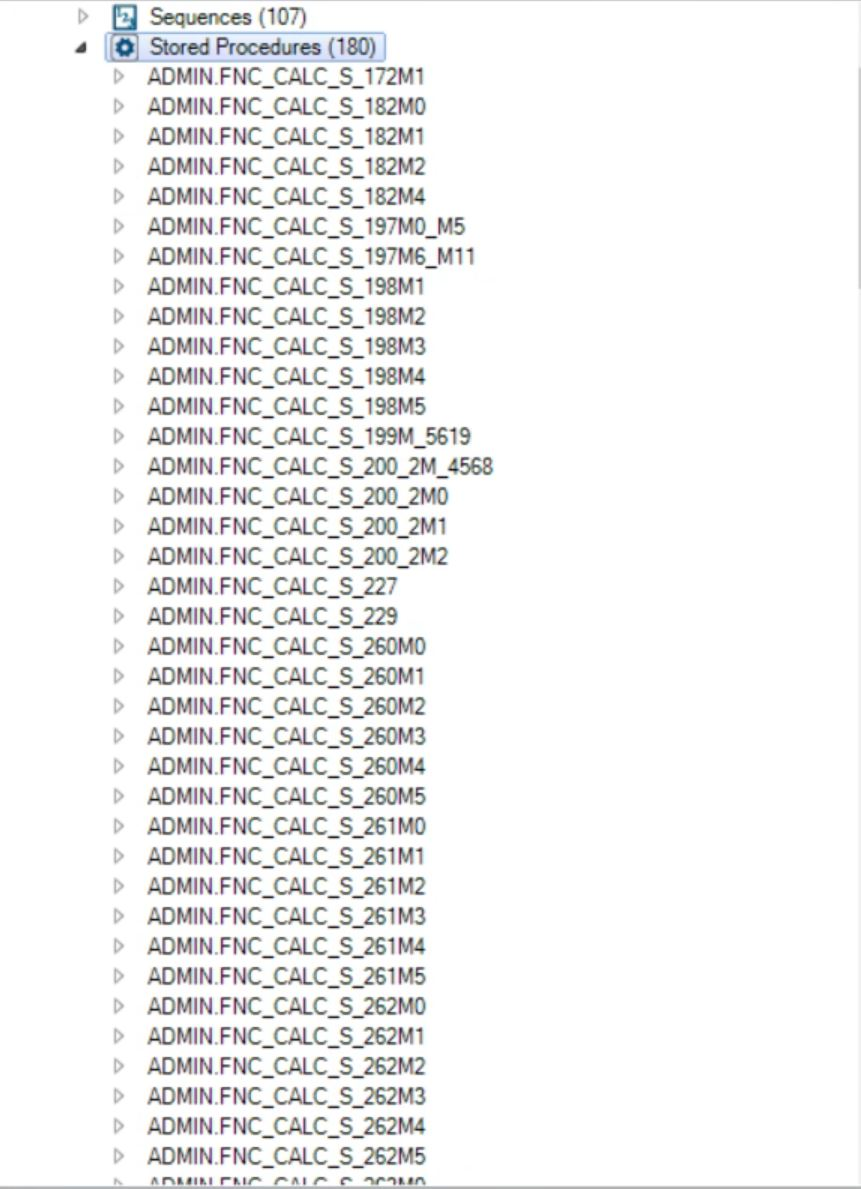 Sequences (107)
Stored Procedures (180)
ADMIN.FNC_CALC_S_172M1
ADMIN.FNC_CALC_S_182M0
ADMIN.FNC_CALC_S_182M1
ADMIN.FNC_CALC_S_182M2
ADMIN.FNC_CALC_S_182M4
ADMIN.FNC_CALC_S_197M0_M5
ADMIN.FNC_CALC_S_197M6_M11
ADMIN.FNC_CALC_S_198M1
ADMIN.FNC_CALC_S_198M2
ADMIN.FNC_CALC_S_198M3
ADMIN.FNC_CALC_S_198M4
ADMIN.FNC_CALC_S_198M5
ADMIN.FNC_CALC_S_199M_5619
ADMIN.FNC_CALC_S_200_2M_4568
ADMIN.FNC_CALC_S_200_2M0
ADMIN.FNC_CALC_S_200_2M1
ADMIN.FNC_CALC_S_200_2M2
ADMIN.FNC_CALC_S_227
ADMIN.FNC_CALC_S_229
ADMIN.FNC_CALC_S_260M0
ADMIN.FNC_CALC_S_260M1
ADMIN.FNC_CALC_S_260M2
ADMIN.FNC_CALC_S_260M3
ADMIN.FNC_CALC_S_260M4
ADMIN.FNC_CALC_S_260M5
ADMIN.FNC_CALC_S_261M0
ADMIN.FNC_CALC_S_261M1
ADMIN.FNC_CALC_S_261M2
ADMIN.FNC_CALC_S_261M3
ADMIN.FNC_CALC_S_261M4
ADMIN.FNC_CALC_S_261M5
ADMIN.FNC_CALC_S_262M0
ADMIN.FNC_CALC_S_262M1
ADMIN.FNC_CALC_S_262M2
ADMIN.FNC_CALC_S_262M3
ADMIN.FNC_CALC_S_262M4
ADMIN.FNC_CALC_S_262M5